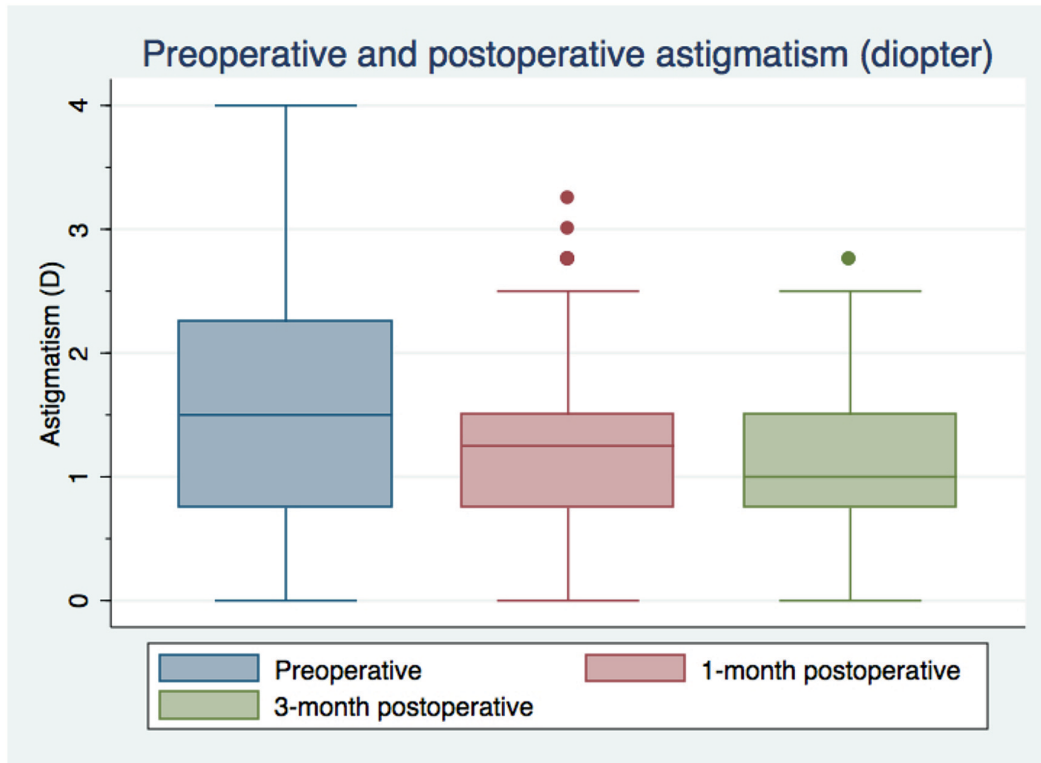 Preoperative and postoperative astigmatism (diopter)
Astigmatism (D)
4
3
2
1
0
Preoperative
1-month postoperative
3-month postoperative